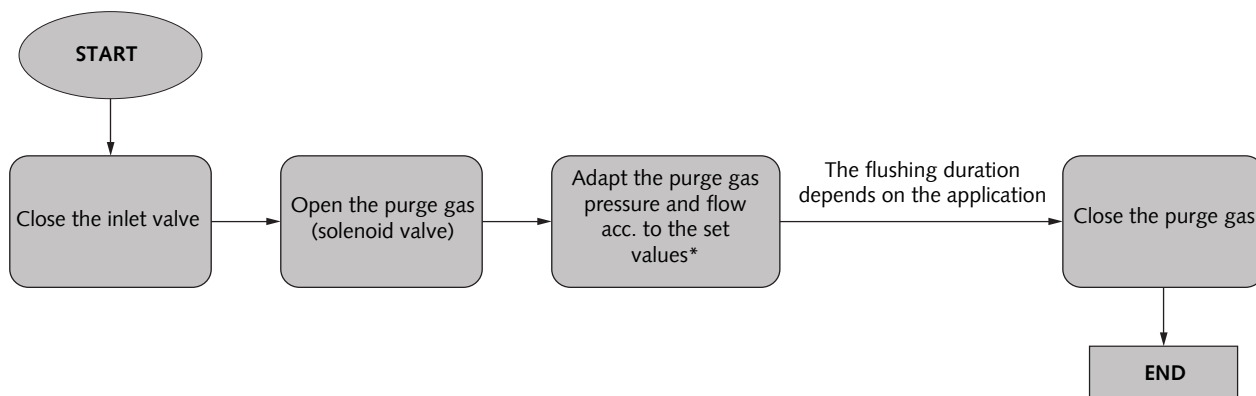 START
Close the inlet valve
Open the purge gas
(solenoid valve)
Adapt the purge gas
pressure and flow
acc. to the set
values*
The flushing duration
depends on the application
Close the purge gas
END